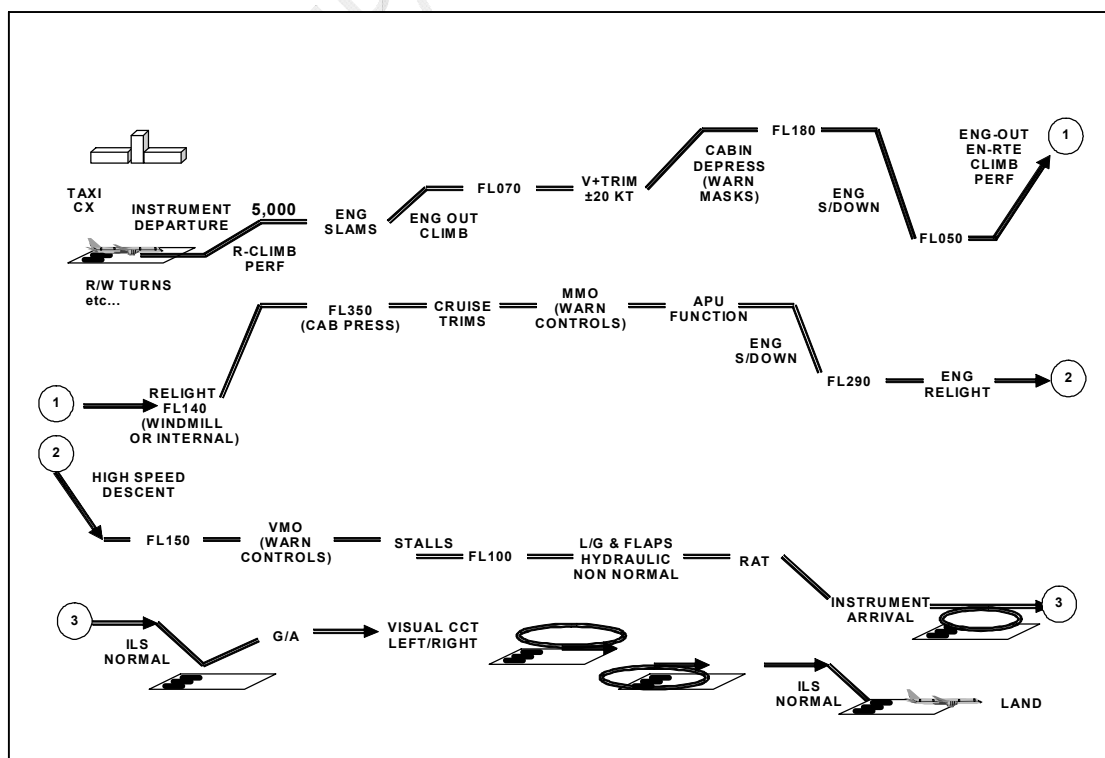 TAXI
CX
INSTRUMENT
DEPARTURE
R/W TURNS
etc...
5,000
R-CLIMB
PERF
ENG
SLAMS
ENG OUT
CLIMB
FL070
V+TRIM
±20 KT
CABIN
DEPRESS
(WARN
MASKS)
FL180
ENG
S/DOWN
FL050
ENG-OUT
EN-RTE
CLIMB
PERF
1
1
RELIGHT
FL140
(WINDMILL
OR INTERNAL)
FL350
(CAB PRESS)
CRUISE
TRIMS
MMO
(WARN
CONTROLS)
APU
FUNCTION
ENG
S/DOWN
FL290
ENG
RELIGHT
2
2
HIGH SPEED
DESCENT
FL150
VMO
(WARN
CONTROLS)
STALLS
FL100
L/G & FLAPS
HYDRAULIC
NON NORMAL
RAT
INSTRUMENT
ARRIVAL
3
3
ILS
NORMAL
G/A
VISUAL CCT
LEFT/RIGHT
ILS
NORMAL
LAND